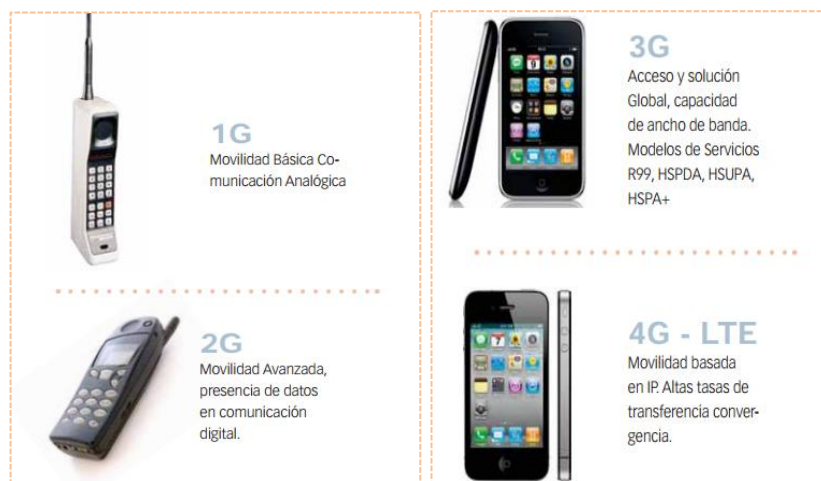 1G
Movilidad Básica Co-
municación Analógica
2G
Movilidad Avanzada,
presencia de datos
en comunicación
digital.
3G
Acceso y solución
Global, capacidad
de ancho de banda.
Modelos de Servicios
R99, HSPDA, HSUPA,
HSPA+
4G - LTE
Movilidad basada
en IP. Altas tasas de
transferencia conver-
gencia.